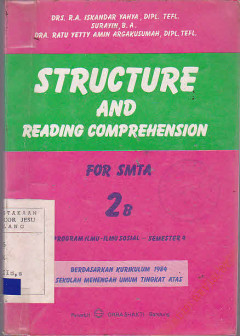 DRS. R.A. ISKANDAR YAHYA, DIPL. TEFL.
SURAYIN, B.A.
DRA. RATU YETTY AMIN ARGAKUSUMAH, DIPL. TEFL.
STRUCTURE
AND
READING COMPREHENSION
FOR SMTA
2B
PROGRAM ILMU-ILMU SOSIAL - SEMESTER 4
BERDASARKAN KURIKULUM 1984
SEKOLAH MENENGAH UMUM TINGKAT ATAS